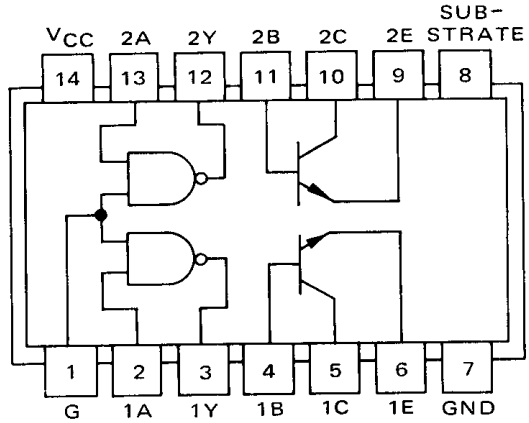 SUB-
VCC 2A 2Y 2B 2C 2E STRATE
14 13 12 11 10 9 8
1 2 3 4 5 6 7
G 1A 1Y 1B 1C 1E GND